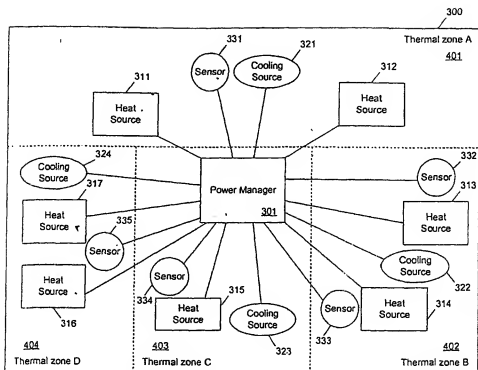 300
Thermal zone A
401
331
Sensor
321
Cooling
Source
311
Heat
Source
312
Heat
Source
324
Cooling
Source
317
Heat
Source
335
Sensor
Heat
Source
316
404
Thermal zone D
Power Manager
301
Sensor
334
315
Heat
Source
Cooling
Source
323
403
Thermal zone C
332
Sensor
313
Heat
Source
Cooling
Source
322
Heat
Source
314
Sensor
333
402
Thermal zone B